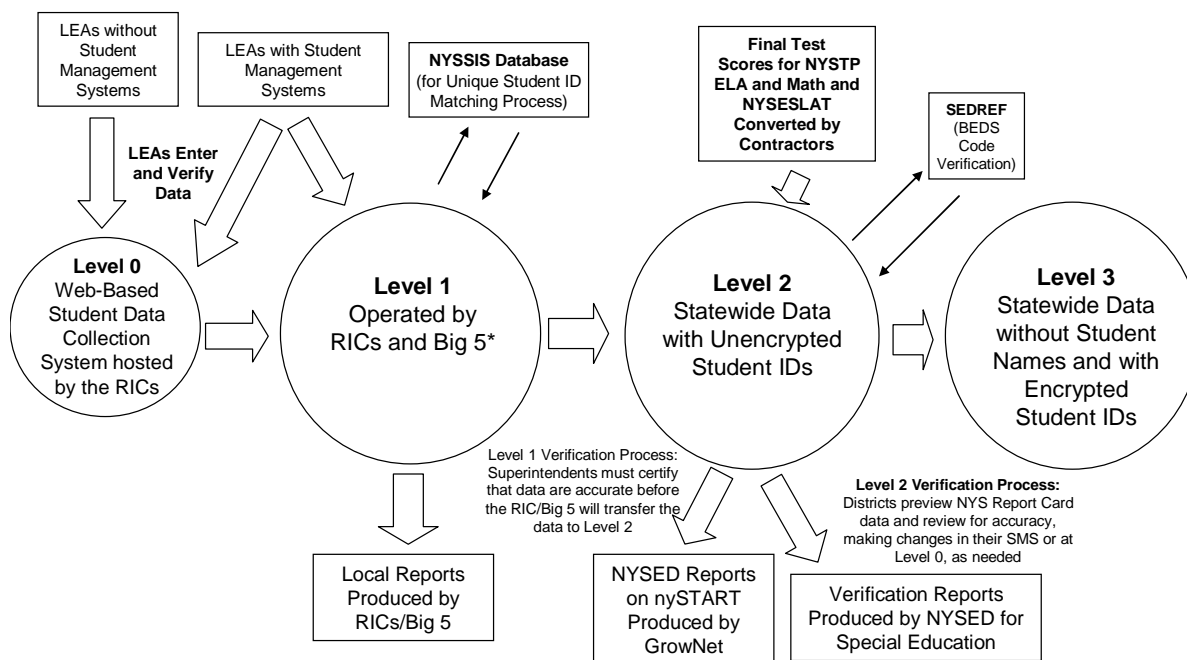 LEAs without
Student
Management
Systems
LEAs with Student
Management
Systems
NYSSIS Database
(for Unique Student ID
Matching Process)
Final Test
Scores for NYSTP
ELA and Math and
NYSESLAT
Converted by
Contractors
SEDREF
(BEDS
Code
Verification)
LEAs Enter
and Verify
Data
Level 0
Web-Based
Student Data
Collection
System hosted
by the RICs
Level 1
Operated by
RICs and Big 5*
Level 2
Statewide Data
with Unencrypted
Student IDs
Level 3
Statewide Data
without Student
Names and with
Encrypted
Student IDs
Level 1 Verification Process:
Superintendents must certify
that data are accurate before
the RIC/Big 5 will transfer the
data to Level 2
Level 2 Verification Process:
Districts preview NYS Report Card
data and review for accuracy,
making changes in their SMS or at
Level 0, as needed
Local Reports
Produced by
RICs/Big 5
NYSED Reports
on nySTART
Produced by
GrowNet
Verification Reports
Produced by NYSED for
Special Education